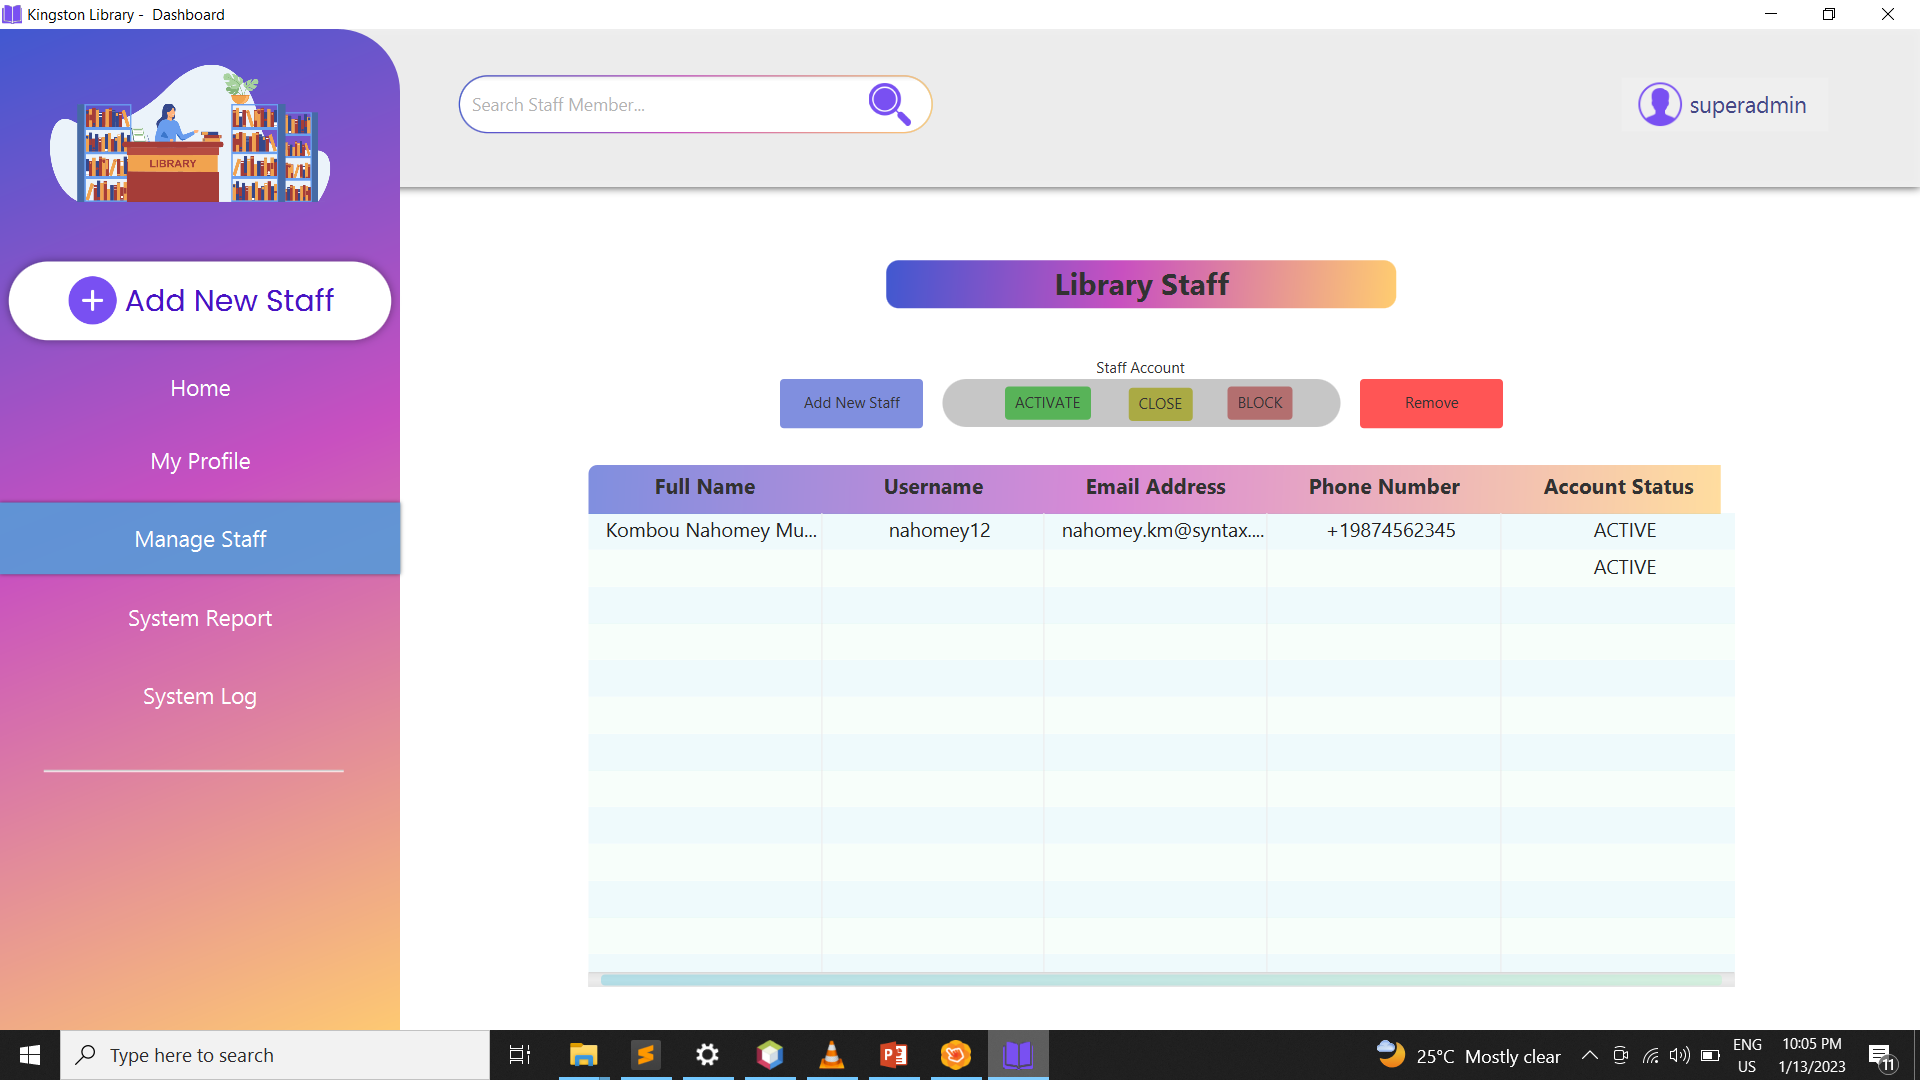 Kingston Library - Dashboard
Search Staff Member...
superadmin
LIBRARY
Add New Staff
Home
My Profile
Manage Staff
System Report
System Log
Library Staff
Staff Account
Add New Staff ACTIVATE CLOSE BLOCK Remove
Full Name Username Email Address Phone Number Account Status
Kombou Nahomey Mu... nahomey12 nahomey.km@syntax.... +19874562345 ACTIVE
ACTIVE
Type here to search
25°C Mostly clear
ENG
US
10:05 PM
1/13/2023
11